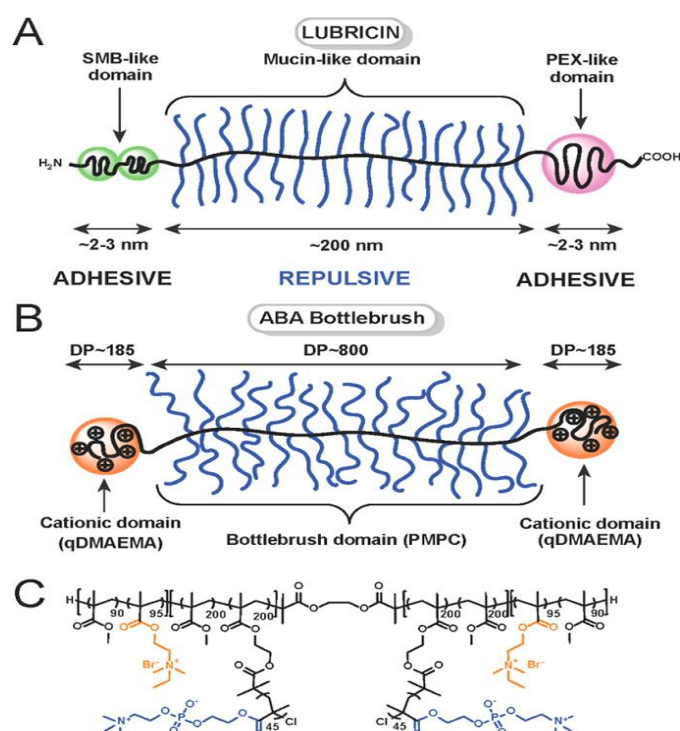 A
LUBRICIN
SMB-like
domain
Mucin-like domain
PEX-like
domain
H₂N
COOH
~2-3 nm
~200 nm
~2-3 nm
ADHESIVE
REPULSIVE
ADHESIVE
B
ABA Bottlebrush
DP~185
DP~800
DP~185
Cationic domain
(qDMAEMA)
Bottlebrush domain (PMPC)
Cationic domain
(qDMAEMA)
C
H 90 95 200 200 O O O O 200 200 95 90 H
O O O O O O O O O O O O
Br⁻ N⁺ O O O O N⁺ Br⁻
O⁻ Cl Cl O⁻
N⁺ O P O O 45 45 O O P O N⁺
O O